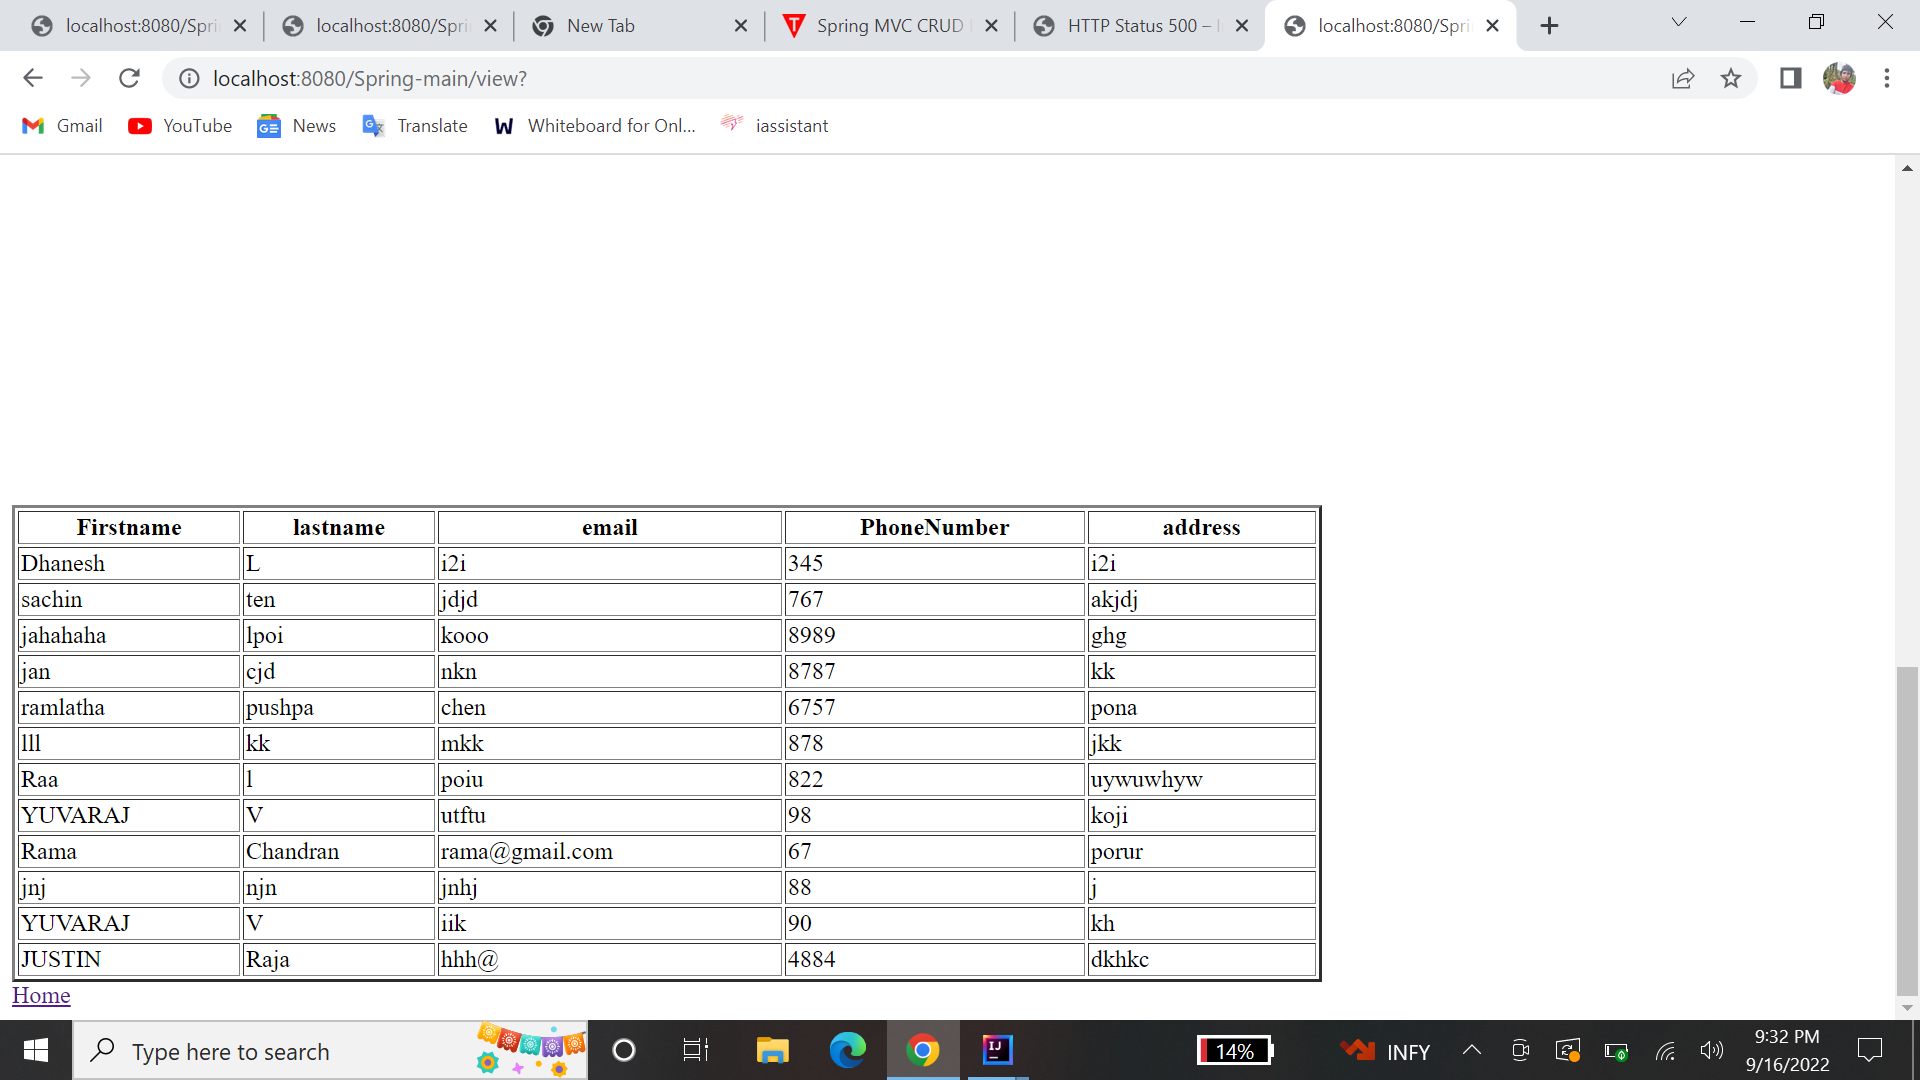 localhost:8080/Spri localhost:8080/Spri New Tab Spring MVC CRUD HTTP Status 500 – localhost:8080/Spri
localhost:8080/Spring-main/view?
Gmail YouTube News Translate Whiteboard for Onl... iassistant
Firstname lastname email PhoneNumber address
Dhanesh L i2i 345 i2i
sachin ten jdjd 767 akjdj
jahahaha lpoi kooo 8989 ghg
jan cjd nkn 8787 kk
ramlatha pushpa chen 6757 pona
lll kk mkk 878 jkk
Raa l poiu 822 uywuwhyw
YUVARAJ V utftu 98 koji
Rama Chandran rama@gmail.com 67 porur
jnj njn jnhj 88 j
YUVARAJ V iik 90 kh
JUSTIN Raja hhh@ 4884 dkhkc
Home
Type here to search 14% INFY 9:32 PM
9/16/2022